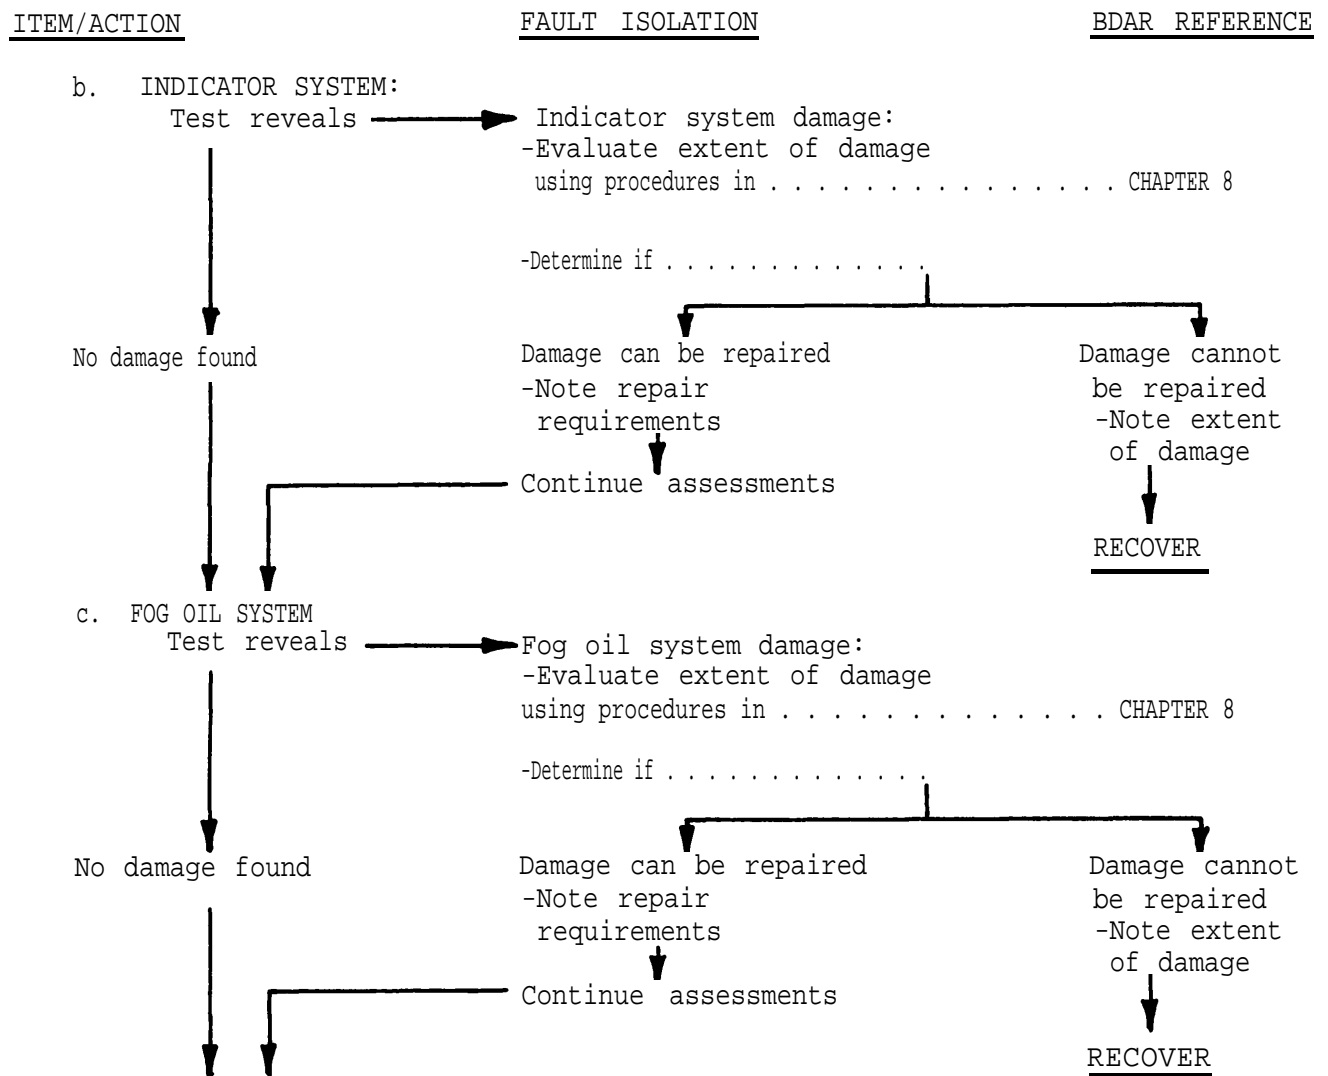 ITEM/ACTION FAULT ISOLATION BDAR REFERENCE
b. INDICATOR SYSTEM:
Test reveals
Indicator system damage:
-Evaluate extent of damage
using procedures in . . . . . . . . . . . . . . . CHAPTER 8
-Determine if . . . . . . . . . . . . .
No damage found
Damage can be repaired
-Note repair
requirements
Continue assessments
Damage cannot
be repaired
-Note extent
of damage
RECOVER
c. FOG OIL SYSTEM
Test reveals
Fog oil system damage:
-Evaluate extent of damage
using procedures in . . . . . . . . . . . . . . CHAPTER 8
-Determine if . . . . . . . . . . . . .
No damage found
Damage can be repaired
-Note repair
requirements
Continue assessments
Damage cannot
be repaired
-Note extent
of damage
RECOVER